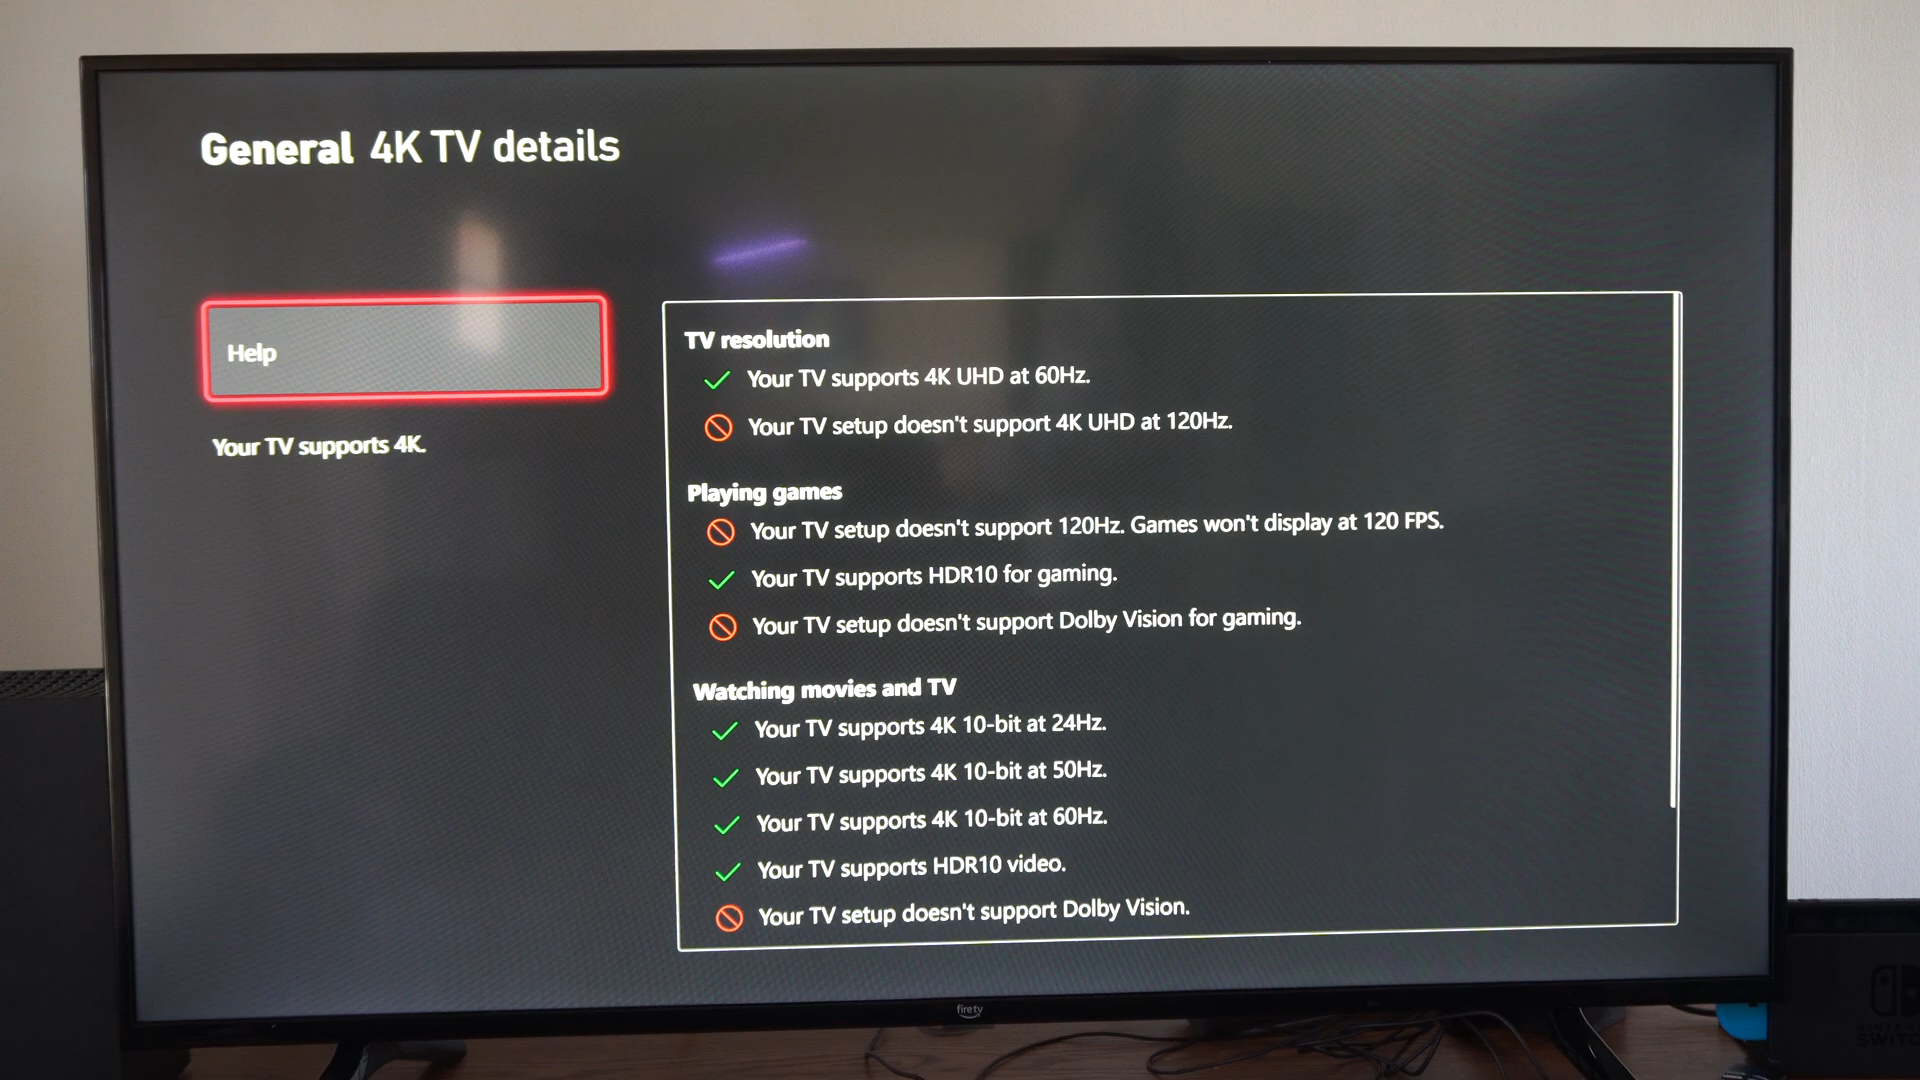 General 4K TV details
Help
Your TV supports 4K.
TV resolution
Your TV supports 4K UHD at 60Hz.
Your TV setup doesn't support 4K UHD at 120Hz.
Playing games
Your TV setup doesn't support 120Hz. Games won't display at 120 FPS.
Your TV supports HDR10 for gaming.
Your TV setup doesn't support Dolby Vision for gaming.
Watching movies and TV
Your TV supports 4K 10-bit at 24Hz.
Your TV supports 4K 10-bit at 50Hz.
Your TV supports 4K 10-bit at 60Hz.
Your TV supports HDR10 video.
Your TV setup doesn't support Dolby Vision.
firetv